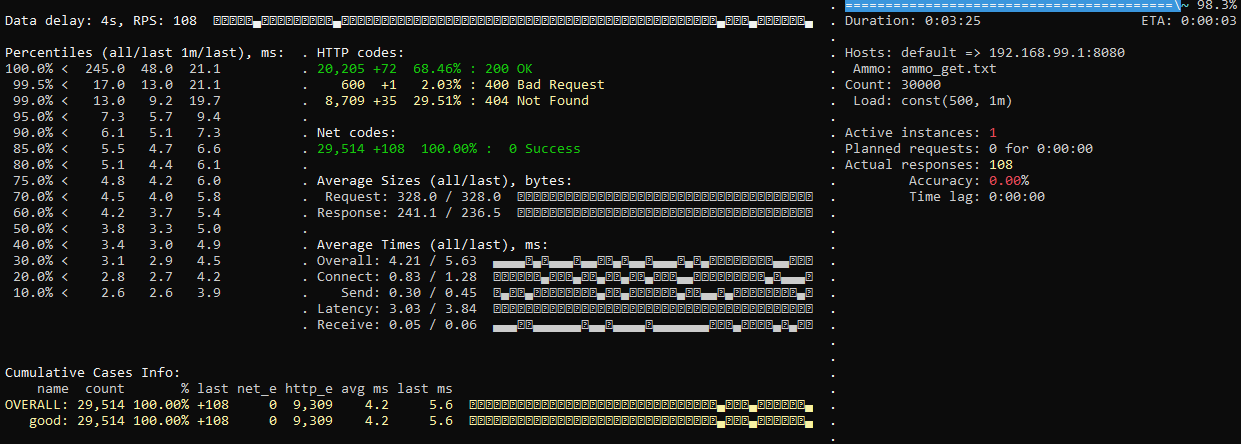 Data delay: 4s, RPS: 108
Percentiles (all/last 1m/last), ms:
100.0% < 245.0 48.0 21.1
99.5% < 17.0 13.0 21.1
99.0% < 13.0 9.2 19.7
95.0% < 7.3 5.7 9.4
90.0% < 6.1 5.1 7.3
85.0% < 5.5 4.7 6.6
80.0% < 5.1 4.4 6.1
75.0% < 4.8 4.2 6.0
70.0% < 4.5 4.0 5.8
60.0% < 4.2 3.7 5.4
50.0% < 3.8 3.3 5.0
40.0% < 3.4 3.0 4.9
30.0% < 3.1 2.9 4.5
20.0% < 2.8 2.7 4.2
10.0% < 2.6 2.6 3.9
. HTTP codes:
. 20,205 +72 68.46% : 200 OK
. 600 +1 2.03% : 400 Bad Request
. 8,709 +35 29.51% : 404 Not Found
. Net codes:
. 29,514 +108 100.00% : 0 Success
. Average Sizes (all/last), bytes:
. Request: 328.0 / 328.0
. Response: 241.1 / 236.5
. Average Times (all/last), ms:
. Overall: 4.21 / 5.63
. Connect: 0.83 / 1.28
. Send: 0.30 / 0.45
. Latency: 3.03 / 3.84
. Receive: 0.05 / 0.06
Cumulative Cases Info:
name count % last net_e http_e avg ms last ms
OVERALL: 29,514 100.00% +108 0 9,309 4.2 5.6
good: 29,514 100.00% +108 0 9,309 4.2 5.6
. =========================================\~ 98.3%
. Duration: 0:03:25 ETA: 0:00:03
. Hosts: default => 192.168.99.1:8080
. Ammo: ammo_get.txt
. Count: 30000
. Load: const(500, 1m)
. Active instances: 1
. Planned requests: 0 for 0:00:00
. Actual responses: 108
. Accuracy: 0.00%
. Time lag: 0:00:00